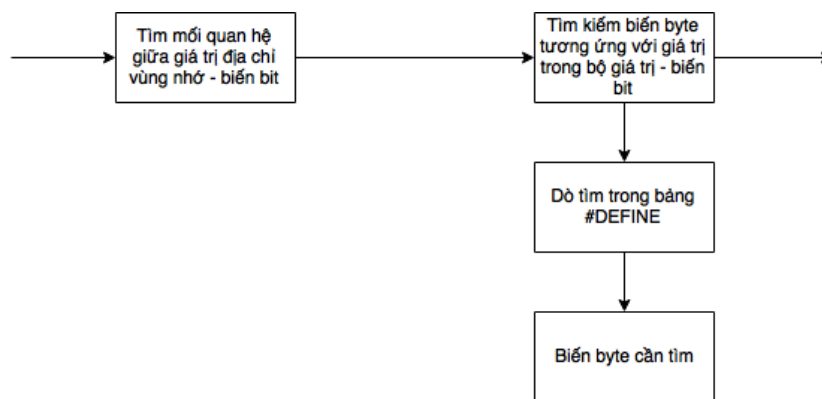 Tìm mối quan hệ
giữa giá trị địa chỉ
vùng nhớ - biến bit
Tìm kiếm biến byte
tương ứng với giá trị
trong bộ giá trị - biến
bit
Dò tìm trong bảng
#DEFINE
Biến byte cần tìm